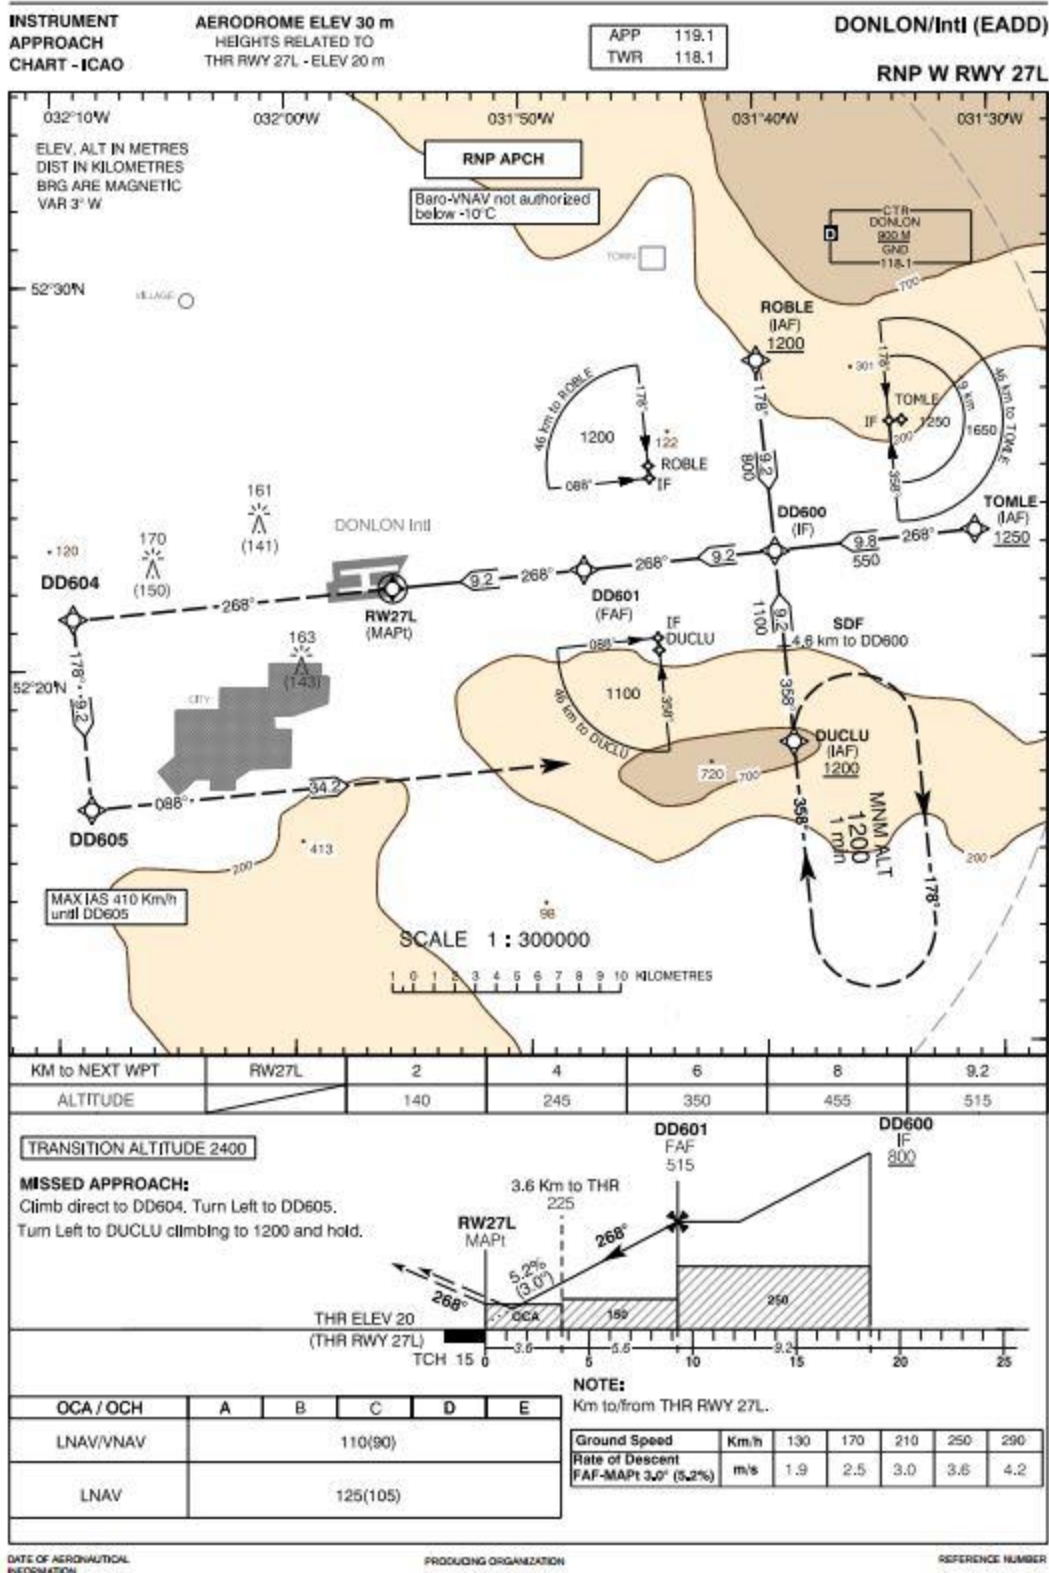 INSTRUMENT
APPROACH
CHART - ICAO
AERODROME ELEV 30 m
HEIGHTS RELATED TO
THR RWY 27L - ELEV 20 m
APP 119.1
TWR 118.1
DONLON/Intl (EADD)
RNP W RWY 27L
032°10'W
032°00'W
031°50'W
031°40'W
031°30'W
ELEV, ALT IN METRES
DIST IN KILOMETRES
BRG ARE MAGNETIC
VAR 3° W
RNP APCH
Baro-VNAV not authorized
below -10°C
CTR
DONLON
900 M
GND
118.1
D
700
TOWN
VILLAGE
52°30'N
ROBLE
(IAF)
1200
178°
9.2
800
301
46 km to ROBLE
1200
178°
088°
122
ROBLE
IF
178°
TOMLE
IF
1250
1650
9 km
46 km to TOMLE
200
358°
DD600
(IF)
TOMLE
(IAF)
1250
268°
9.8
550
9.2
268°
DD601
(FAF)
268°
9.2
DONLON Intl
RW27L
(MAPt)
161
(141)
170
(150)
120
DD604
268°
163
(143)
CITY
52°20'N
178°
9.2
DD605
088°
34.2
9.2
1100
SDF
4.6 km to DD600
358°
IF
DUCLU
088°
1100
358°
46 km to DUCLU
720
700
DUCLU
(IAF)
1200
358°
MNM ALT
1200
1 min
178°
200
200
413
98
MAX IAS 410 Km/h
until DD605
SCALE 1 : 300000
1 0 1 2 3 4 5 6 7 8 9 10 KILOMETRES
KM to NEXT WPT RW27L 2 4 6 8 9.2
ALTITUDE 140 245 350 455 515
TRANSITION ALTITUDE 2400
MISSED APPROACH:
Climb direct to DD604. Turn Left to DD605.
Turn Left to DUCLU climbing to 1200 and hold.
DD601
FAF
515
DD600
IF
800
3.6 Km to THR
225
RW27L
MAPt
268°
5.2%
(3.0°)
268°
OCA
150
250
THR ELEV 20
(THR RWY 27L)
TCH 15
3.6 5.6 9.2
0 5 10 15 20 25
NOTE:
Km to/from THR RWY 27L.
OCA / OCH A B C D E
LNAV/VNAV 110(90)
LNAV 125(105)
Ground Speed Km/h 130 170 210 250 290
Rate of Descent
FAF-MAPt 3.0° (5.2%) m/s 1.9 2.5 3.0 3.6 4.2
DATE OF AERONAUTICAL
INFORMATION
PRODUCING ORGANIZATION
REFERENCE NUMBER